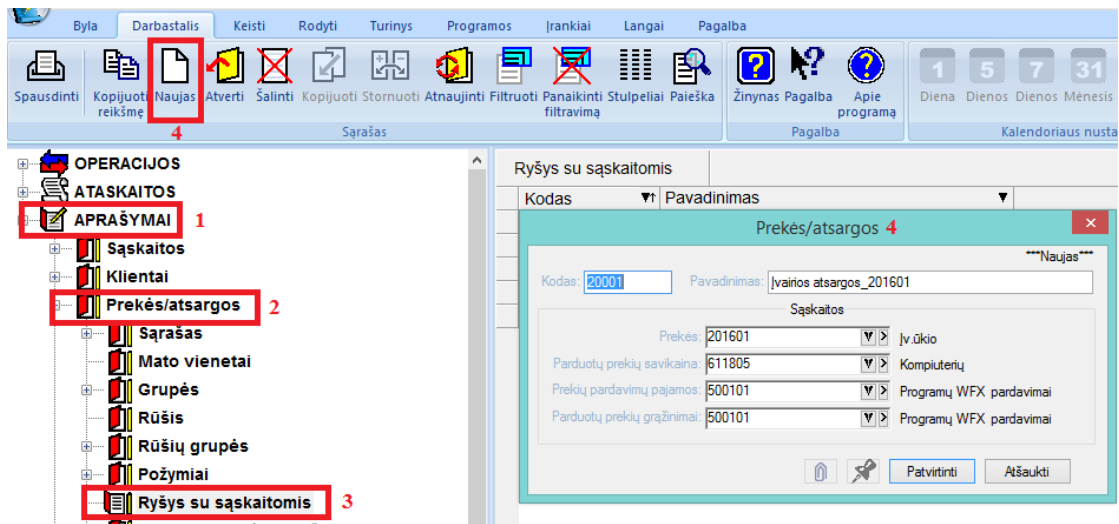 Byla Darbastalis Keisti Rodyti Turinys Programos Įrankiai Langai Pagalba
Spausdinti Kopijuoti reikšmę Naujas Atverti Šalinti Kopijuoti Stornuoti Atnaujinti Filtruoti Panaikinti filtravimą Stulpeliai Paieška Žinynas Pagalba Apie programą 1 Diena 5 Dienos 7 Dienos 31 Mėnesis
4 Sąrašas Pagalba Kalendoriaus nusta
OPERACIJOS
ATASKAITOS
APRAŠYMAI 1
Sąskaitos
Klientai
Prekės/atsargos 2
Sąrašas
Mato vienetai
Grupės
Rūšis
Rūšių grupės
Požymiai
Ryšys su sąskaitomis 3
Ryšys su sąskaitomis
Kodas Pavadinimas
Prekės/atsargos 4
***Naujas***
Kodas: 20001 Pavadinimas: Įvairios atsargos_201601
Sąskaitos
Prekės: 201601 Įv.ūkio
Parduotų prekių savikaina: 611805 Kompiuterių
Prekių pardavimų pajamos: 500101 Programų WFX pardavimai
Parduotų prekių grąžinimai: 500101 Programų WFX pardavimai
Patvirtinti Atšaukti